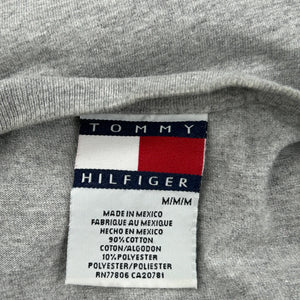 TOMMY
HILFIGER
M/M/M
MADE IN MEXICO
FABRIQUE AU MEXIQUE
HECHO EN MEXICO
90% COTTON
COTON/ALGODON
10% POLYESTER
POLYESTER/POLIESTER
RN77806 CA20781